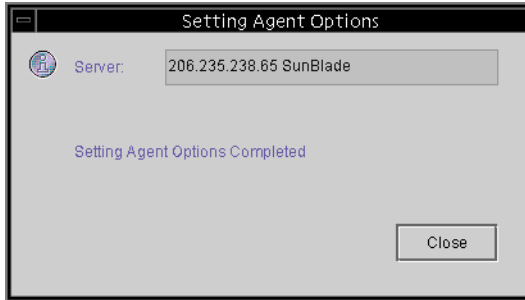 Setting Agent Options
Server: 206.235.238.65 SunBlade
Setting Agent Options Completed
Close